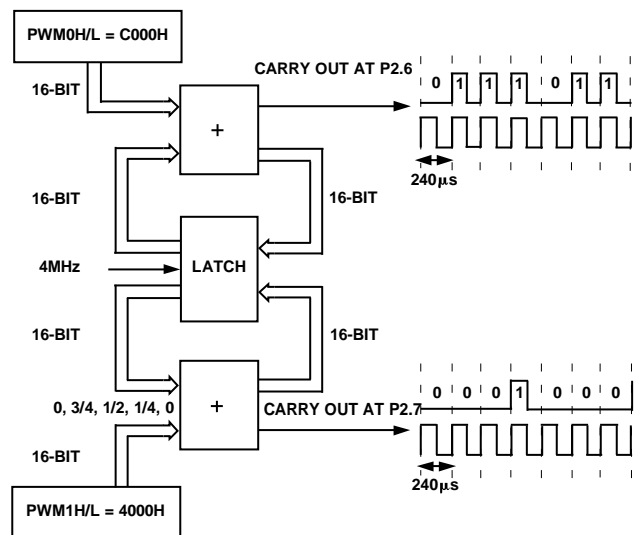 PWM0H/L = C000H
16-BIT
CARRY OUT AT P2.6
0 1 1 1 0 1 1
+
240μs
16-BIT
16-BIT
4MHz
LATCH
16-BIT
16-BIT
0 0 0 1 0 0 0
0, 3/4, 1/2, 1/4, 0
+
CARRY OUT AT P2.7
16-BIT
240μs
PWM1H/L = 4000H